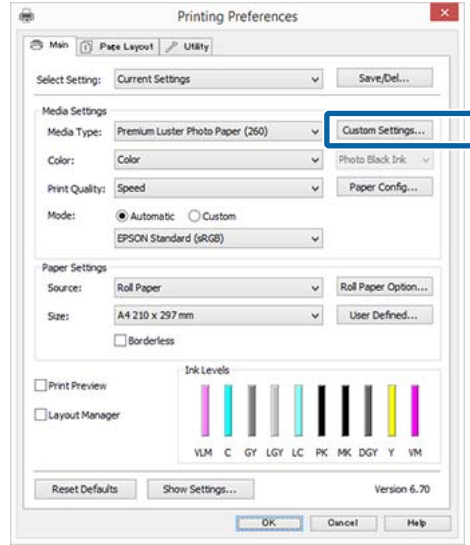 Printing Preferences
Main Page Layout Utility
Select Setting: Current Settings Save/Del...
Media Settings
Media Type: Premium Luster Photo Paper (260) Custom Settings...
Color: Color Photo Black Ink
Print Quality: Speed Paper Config...
Mode: Automatic Custom
EPSON Standard (sRGB)
Paper Settings
Source: Roll Paper Roll Paper Option...
Size: A4 210 x 297 mm User Defined...
Borderless
Ink Levels
Print Preview
Layout Manager
VLM C GY LGY LC PK MK DGY Y VM
Reset Defaults Show Settings... Version 6.70
OK Cancel Help